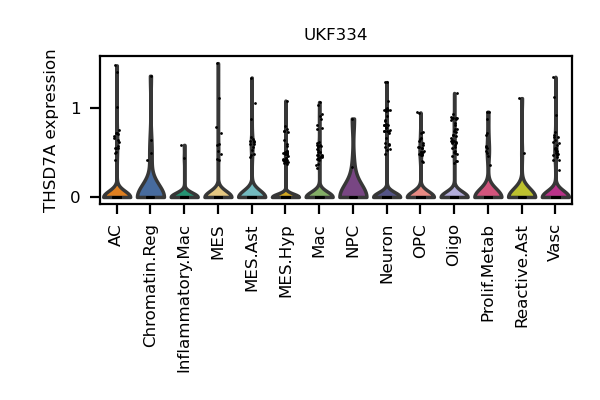 UKF334
THSD7A expression
1
0
AC
Chromatin.Reg
Inflammatory.Mac
MES
MES.Ast
MES.Hyp
Mac
NPC
Neuron
OPC
Oligo
Prolif.Metab
Reactive.Ast
Vasc